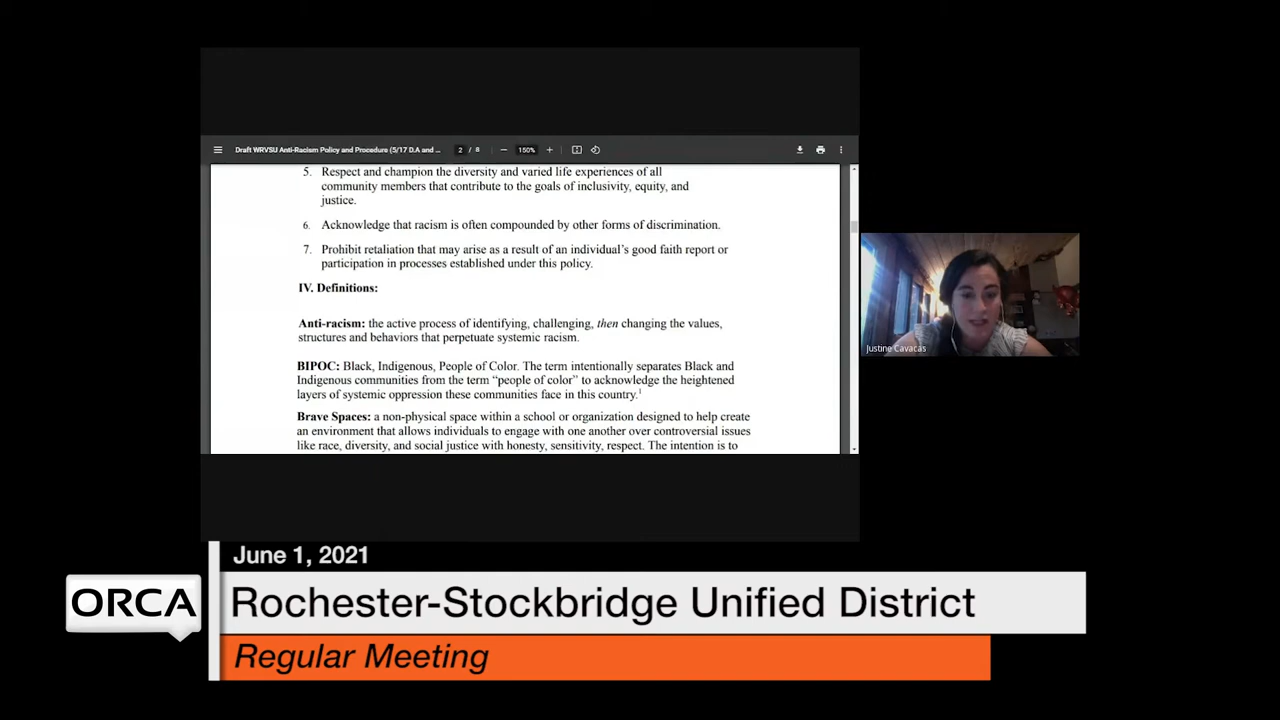 Draft WRVSU Anti-Racism Policy and Procedure (5/17 D.A and ...
2 / 8
150%
5. Respect and champion the diversity and varied life experiences of all
community members that contribute to the goals of inclusivity, equity, and
justice.
6. Acknowledge that racism is often compounded by other forms of discrimination.
7. Prohibit retaliation that may arise as a result of an individual's good faith report or
participation in processes established under this policy.
IV. Definitions:
Anti-racism: the active process of identifying, challenging, then changing the values,
structures and behaviors that perpetuate systemic racism.
BIPOC: Black, Indigenous, People of Color. The term intentionally separates Black and
Indigenous communities from the term “people of color” to acknowledge the heightened
layers of systemic oppression these communities face in this country.¹
Brave Spaces: a non-physical space within a school or organization designed to help create
an environment that allows individuals to engage with one another over controversial issues
like race, diversity, and social justice with honesty, sensitivity, respect. The intention is to
Justine Cavacas
June 1, 2021
ORCA
Rochester-Stockbridge Unified District
Regular Meeting